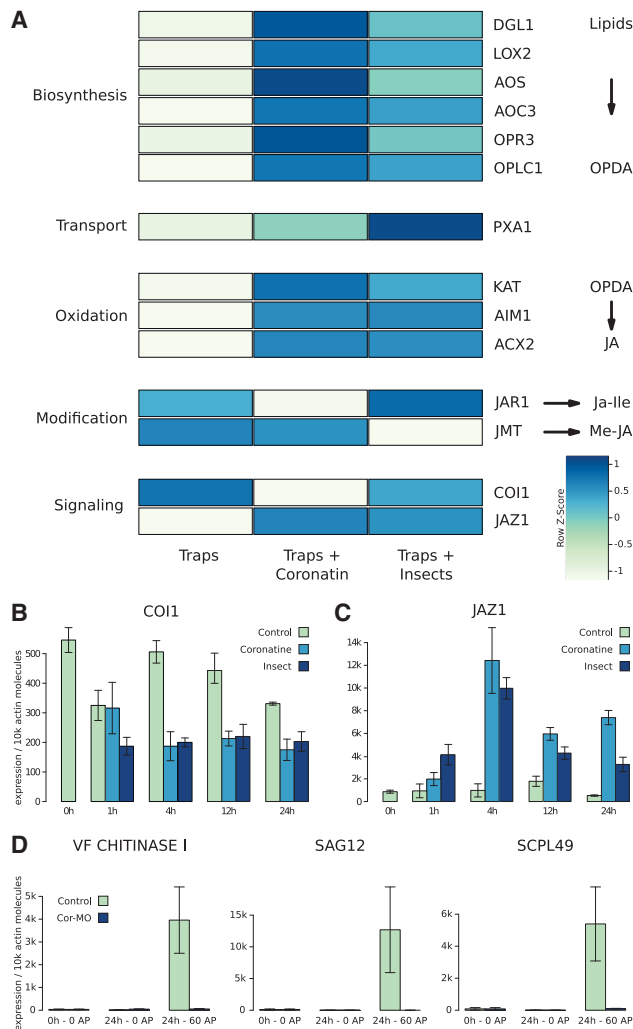 A
DGL1 Lipids
LOX2
Biosynthesis AOS
AOC3
OPR3
OPLC1 OPDA
Transport PXA1
KAT OPDA
Oxidation AIM1
ACX2 JA
Modification JAR1 Ja-Ile
JMT Me-JA
Signaling COI1
JAZ1
Traps Traps + Coronatin Traps + Insects
Row Z-Score
1
0.5
0
-0.5
-1
B COI1
expression / 10k actin molecules
500
400
300
200
100
0
Control
Coronatine
Insect
0h 1h 4h 12h 24h
C JAZ1
14k
12k
10k
8k
6k
4k
2k
0
Control
Coronatine
Insect
0h 1h 4h 12h 24h
D VF CHITINASE I SAG12 SCPL49
expression / 10k actin molecules
Control
Cor-MO
5k
4k
3k
2k
1k
0
0h - 0 AP 24h - 0 AP 24h - 60 AP
15k
10k
5k
0
0h - 0 AP 24h - 0 AP 24h - 60 AP
6k
4k
2k
0
0h - 0 AP 24h - 0 AP 24h - 60 AP